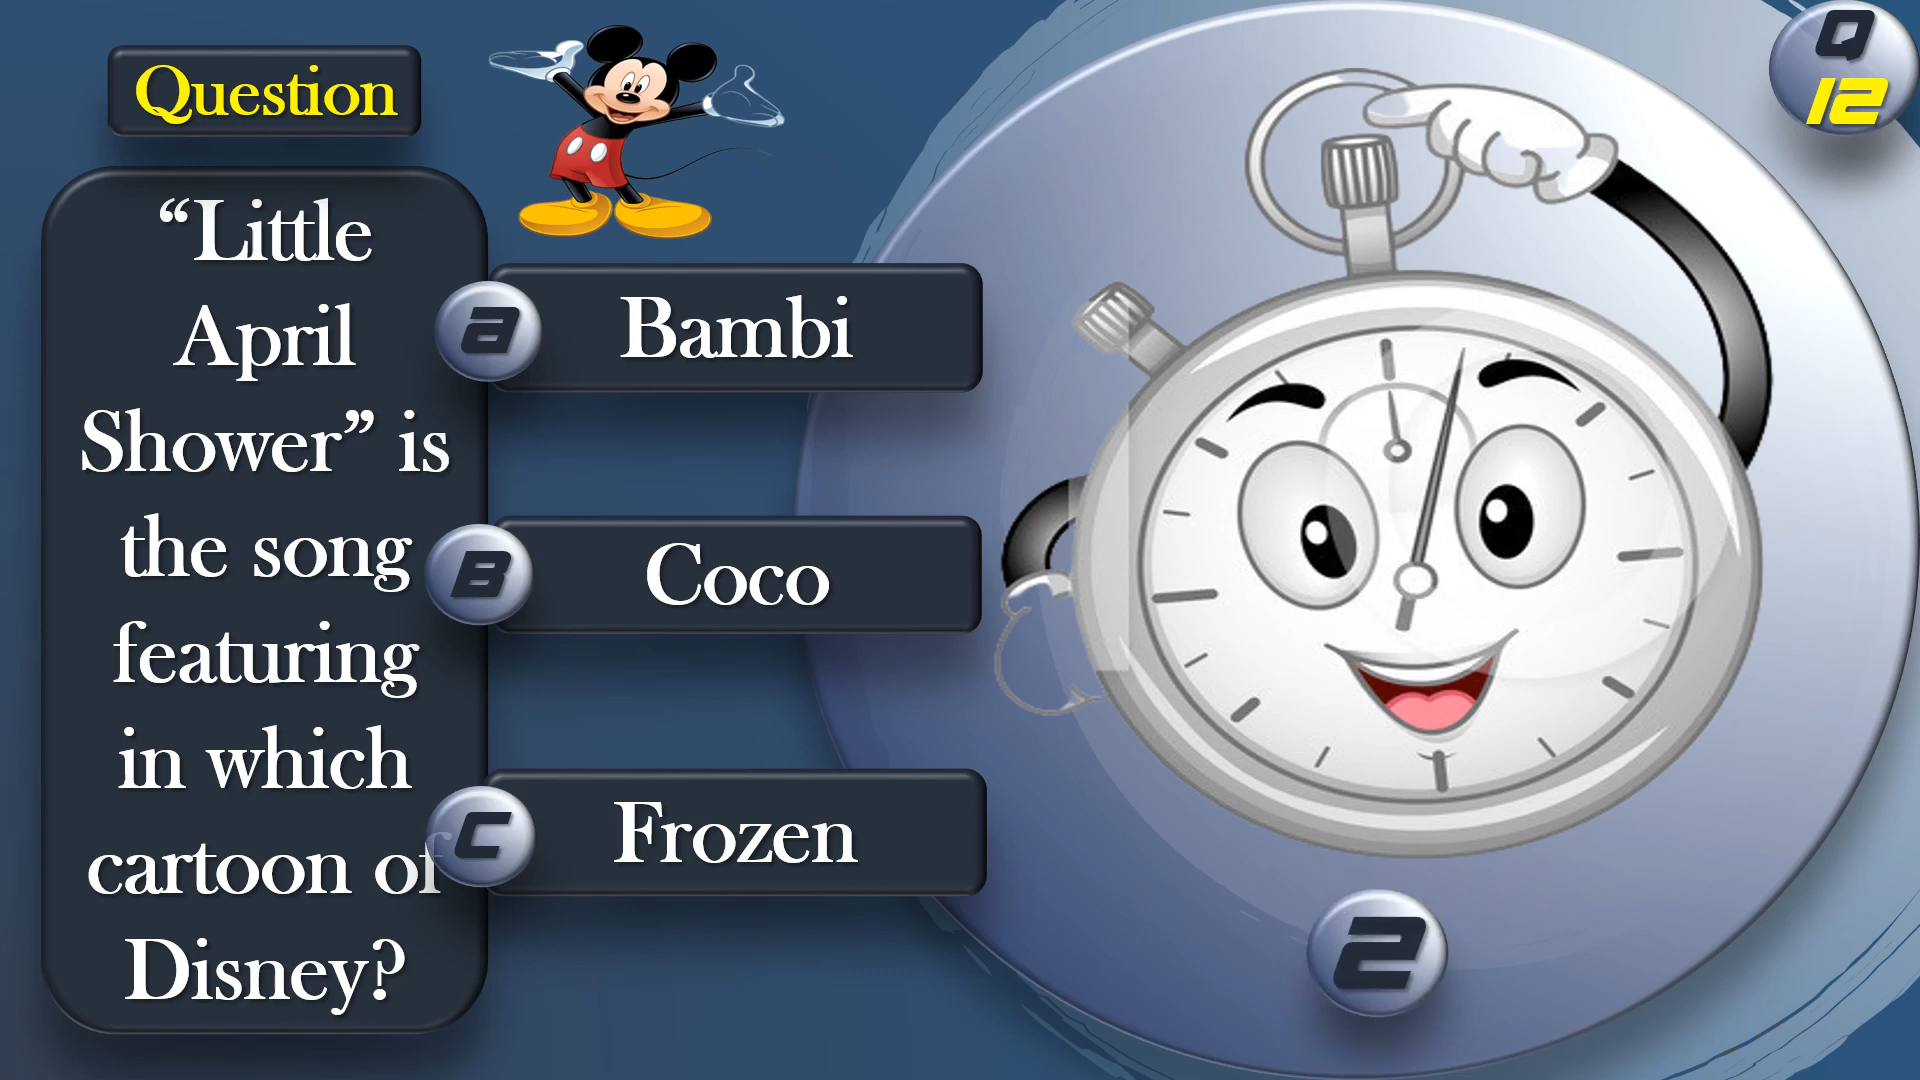 Question
Q
12
“Little
April
Shower” is
the song
featuring
in which
cartoon of
Disney?
a Bambi
B Coco
C Frozen
2